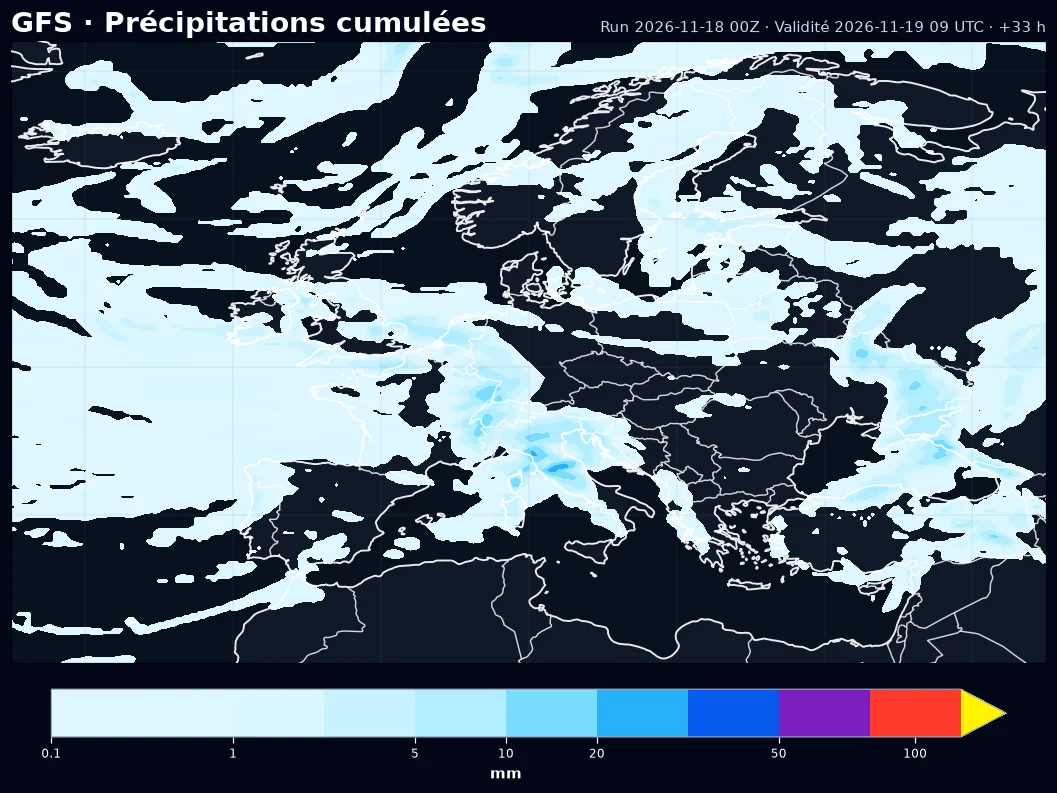 GFS · Précipitations cumulées
Run 2026-11-18 00Z · Validité 2026-11-19 09 UTC · +33 h
0.1 1 5 10 20 50 100
mm